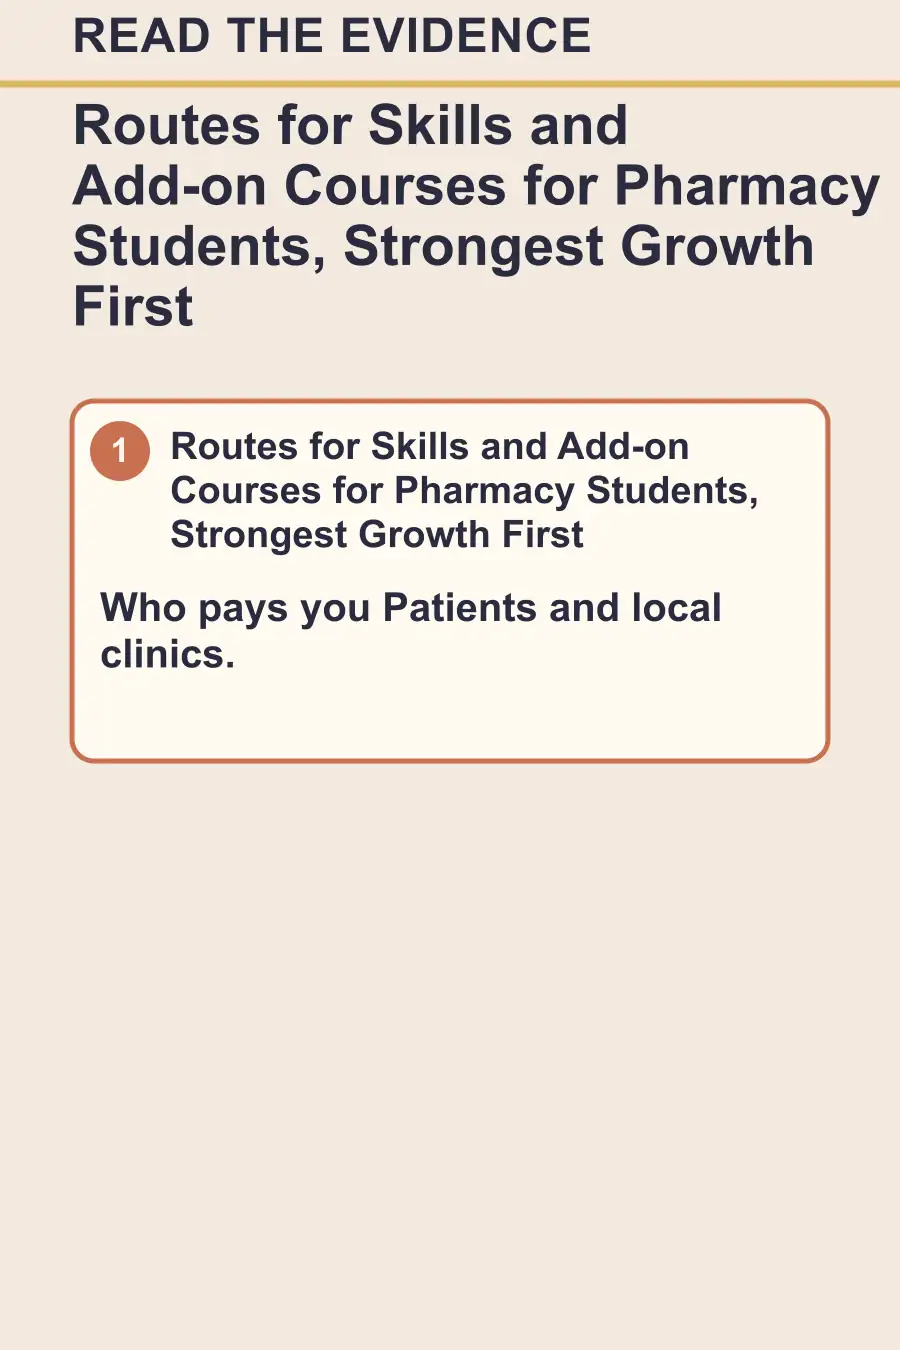 READ THE EVIDENCE
Routes for Skills and
Add-on Courses for Pharmacy
Students, Strongest Growth
First
1
Routes for Skills and Add-on
Courses for Pharmacy Students,
Strongest Growth First
Who pays you Patients and local
clinics.